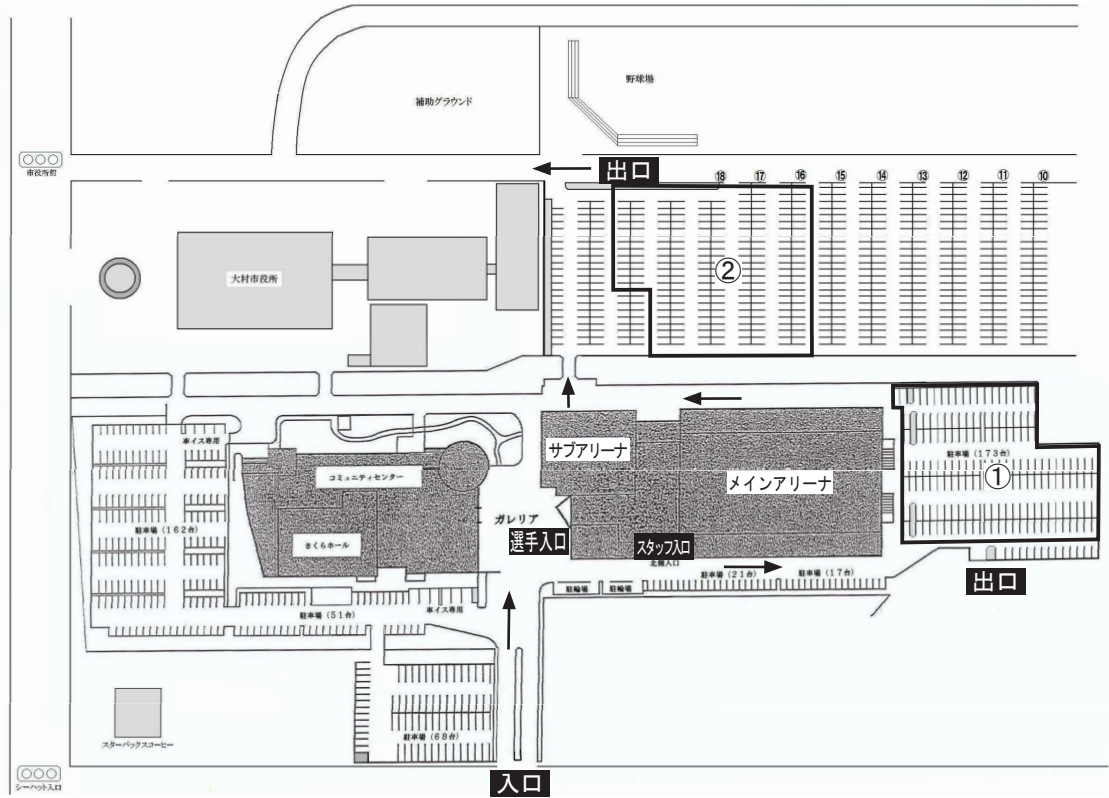 野球場
補助グラウンド
市役所前
出口
⑱ ⑰ ⑯ ⑮ ⑭ ⑬ ⑫ ⑪ ⑩
②
大村市役所
車イス専用
サブアリーナ
駐車場 (173台)
①
コミュニティセンター
メインアリーナ
駐車場 (162台)
ガレリア
選手入口
さくらホール
スタッフ入口
北側入口
駐車場 (21台)
駐車場 (17台)
出口
駐輪場
駐輪場
車イス専用
駐車場 (51台)
駐車場 (68台)
スターバックスコーヒー
シーハット入口
入口